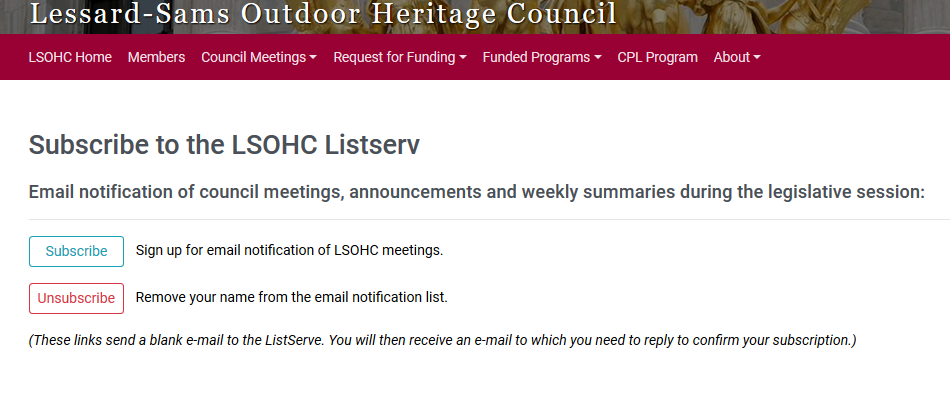 Lessard-Sams Outdoor Heritage Council
LSOHC Home Members Council Meetings Request for Funding Funded Programs CPL Program About
Subscribe to the LSOHC Listserv
Email notification of council meetings, announcements and weekly summaries during the legislative session:
Subscribe Sign up for email notification of LSOHC meetings.
Unsubscribe Remove your name from the email notification list.
(These links send a blank e-mail to the ListServe. You will then receive an e-mail to which you need to reply to confirm your subscription.)